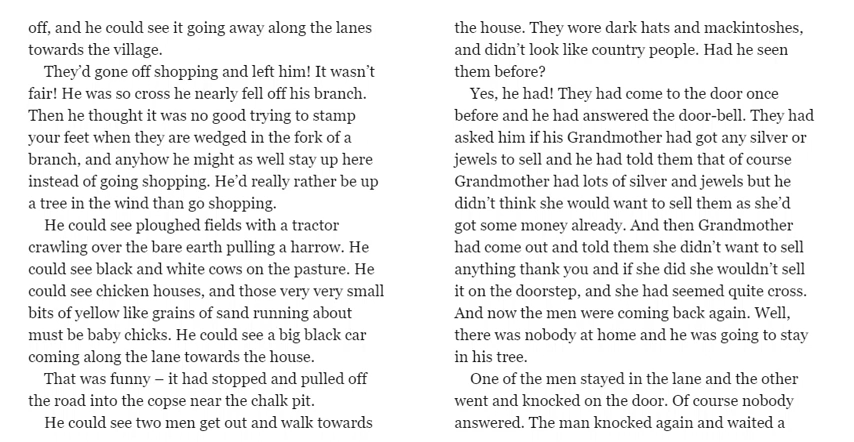 off, and he could see it going away along the lanes
towards the village.
They’d gone off shopping and left him! It wasn’t
fair! He was so cross he nearly fell off his branch.
Then he thought it was no good trying to stamp
your feet when they are wedged in the fork of a
branch, and anyhow he might as well stay up here
instead of going shopping. He’d really rather be up
a tree in the wind than go shopping.
He could see ploughed fields with a tractor
crawling over the bare earth pulling a harrow. He
could see black and white cows on the pasture. He
could see chicken houses, and those very very small
bits of yellow like grains of sand running about
must be baby chicks. He could see a big black car
coming along the lane towards the house.
That was funny – it had stopped and pulled off
the road into the copse near the chalk pit.
He could see two men get out and walk towards
the house. They wore dark hats and mackintoshes,
and didn’t look like country people. Had he seen
them before?
Yes, he had! They had come to the door once
before and he had answered the door-bell. They had
asked him if his Grandmother had got any silver or
jewels to sell and he had told them that of course
Grandmother had lots of silver and jewels but he
didn’t think she would want to sell them as she’d
got some money already. And then Grandmother
had come out and told them she didn’t want to sell
anything thank you and if she did she wouldn’t sell
it on the doorstep, and she had seemed quite cross.
And now the men were coming back again. Well,
there was nobody at home and he was going to stay
in his tree.
One of the men stayed in the lane and the other
went and knocked on the door. Of course nobody
answered. The man knocked again and waited a